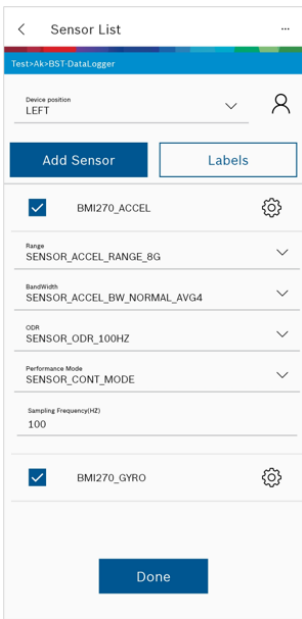 Sensor List
Test>Ak>BST-DataLogger
Device position
LEFT
Add Sensor
Labels
BMI270_ACCEL
Range
SENSOR_ACCEL_RANGE_8G
BandWidth
SENSOR_ACCEL_BW_NORMAL_AVG4
ODR
SENSOR_ODR_100HZ
Performance Mode
SENSOR_CONT_MODE
Sampling Frequency(HZ)
100
BMI270_GYRO
Done